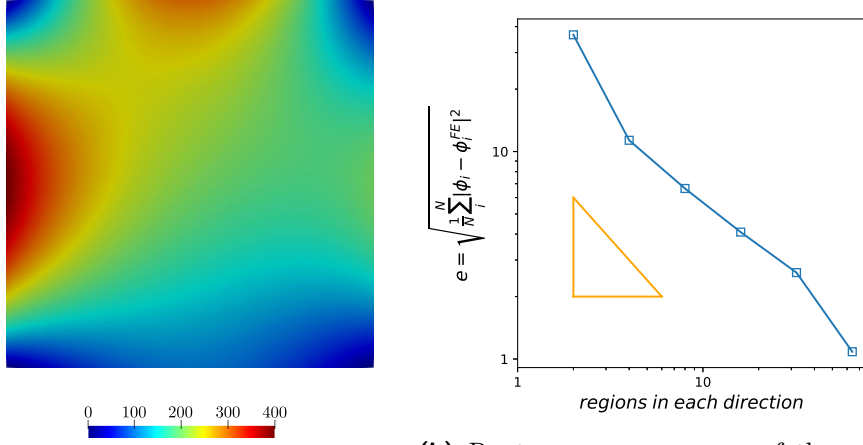 0 100 200 300 400
e = √(1/N ∑_i^N |ϕ_i − ϕ_i^{FE}|²)
10
1
1 10
regions in each direction